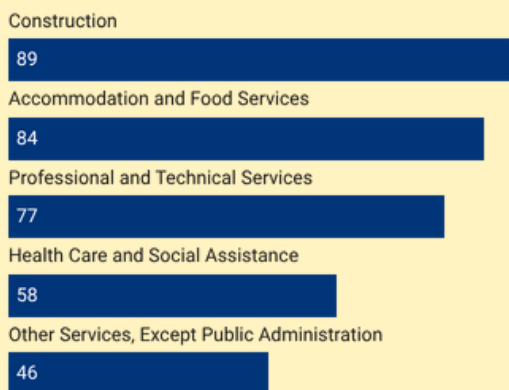 Construction
89
Accommodation and Food Services
84
Professional and Technical Services
77
Health Care and Social Assistance
58
Other Services, Except Public Administration
46